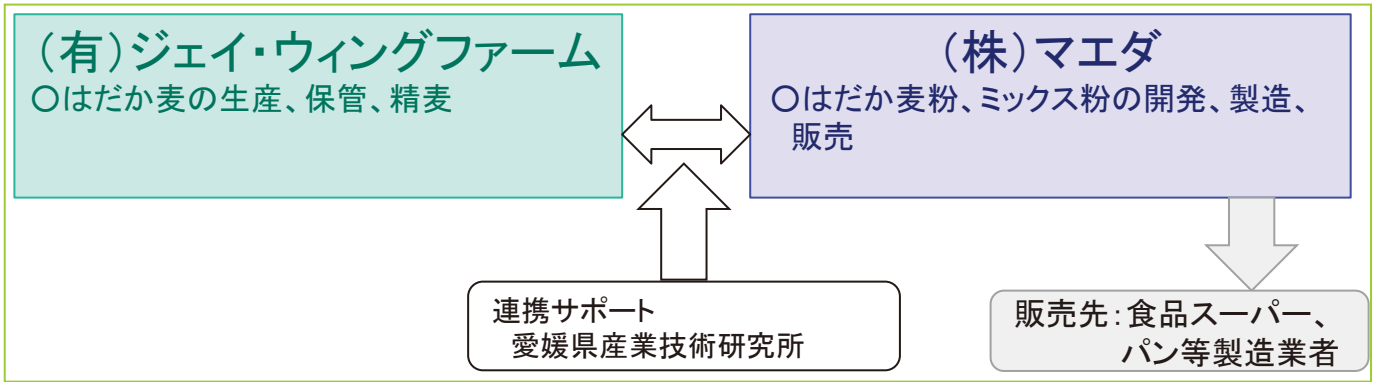 （有）ジェイ・ウィングファーム
○はだか麦の生産、保管、精麦
（株）マエダ
○はだか麦粉、ミックス粉の開発、製造、
販売
連携サポート
愛媛県産業技術研究所
販売先：食品スーパー、
パン等製造業者